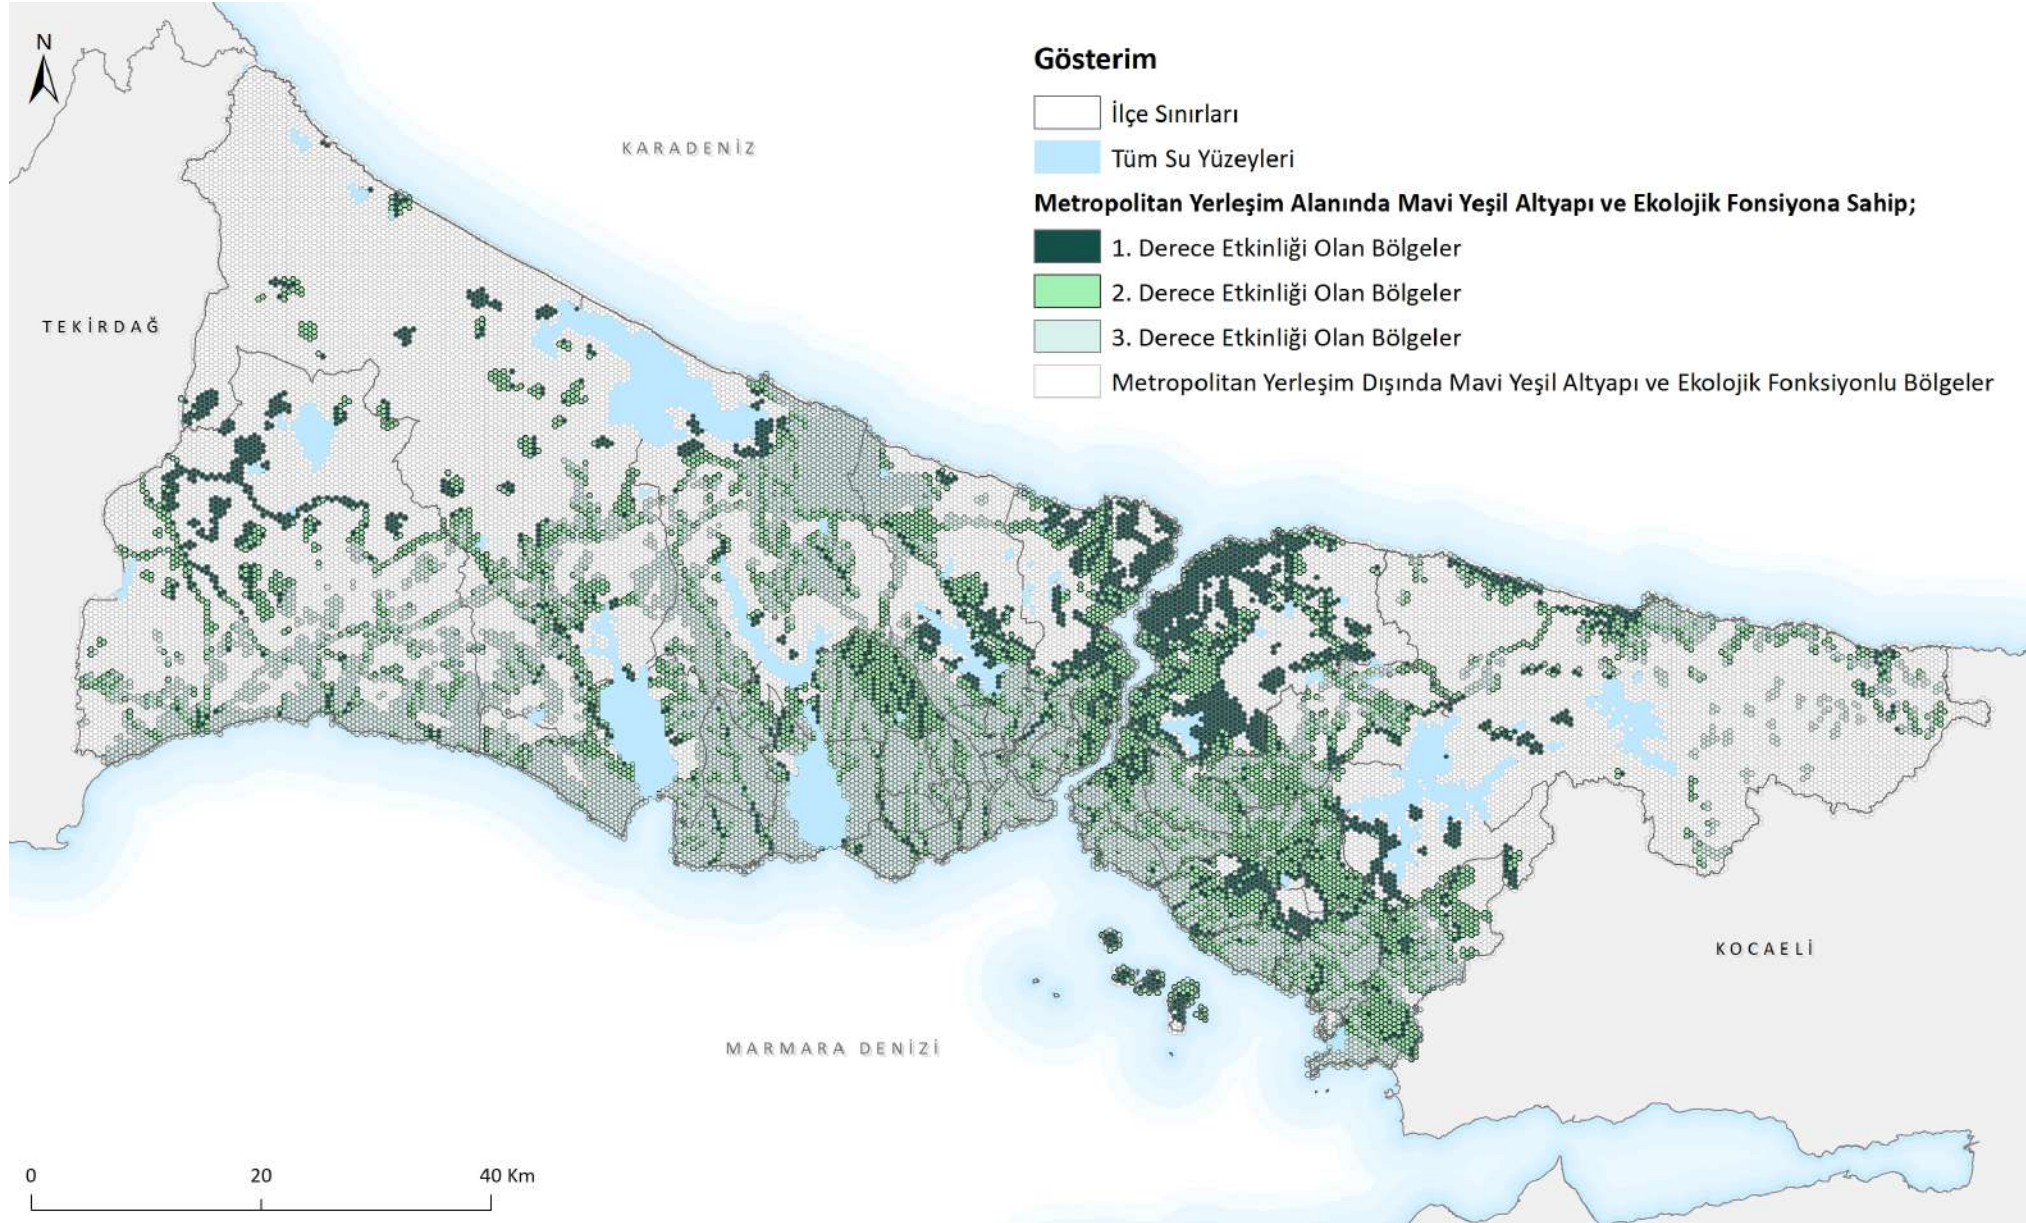 N
Gösterim
İlçe Sınırları
KARADENİZ
Tüm Su Yüzeyleri
Metropolitan Yerleşim Alanında Mavi Yeşil Altyapı ve Ekolojik Fonsiyona Sahip;
1. Derece Etkinliği Olan Bölgeler
2. Derece Etkinliği Olan Bölgeler
TEKİRDAĞ
3. Derece Etkinliği Olan Bölgeler
Metropolitan Yerleşim Dışında Mavi Yeşil Altyapı ve Ekolojik Fonksiyonlu Bölgeler
KOCAELİ
MARMARA DENİZİ
0 20 40 Km